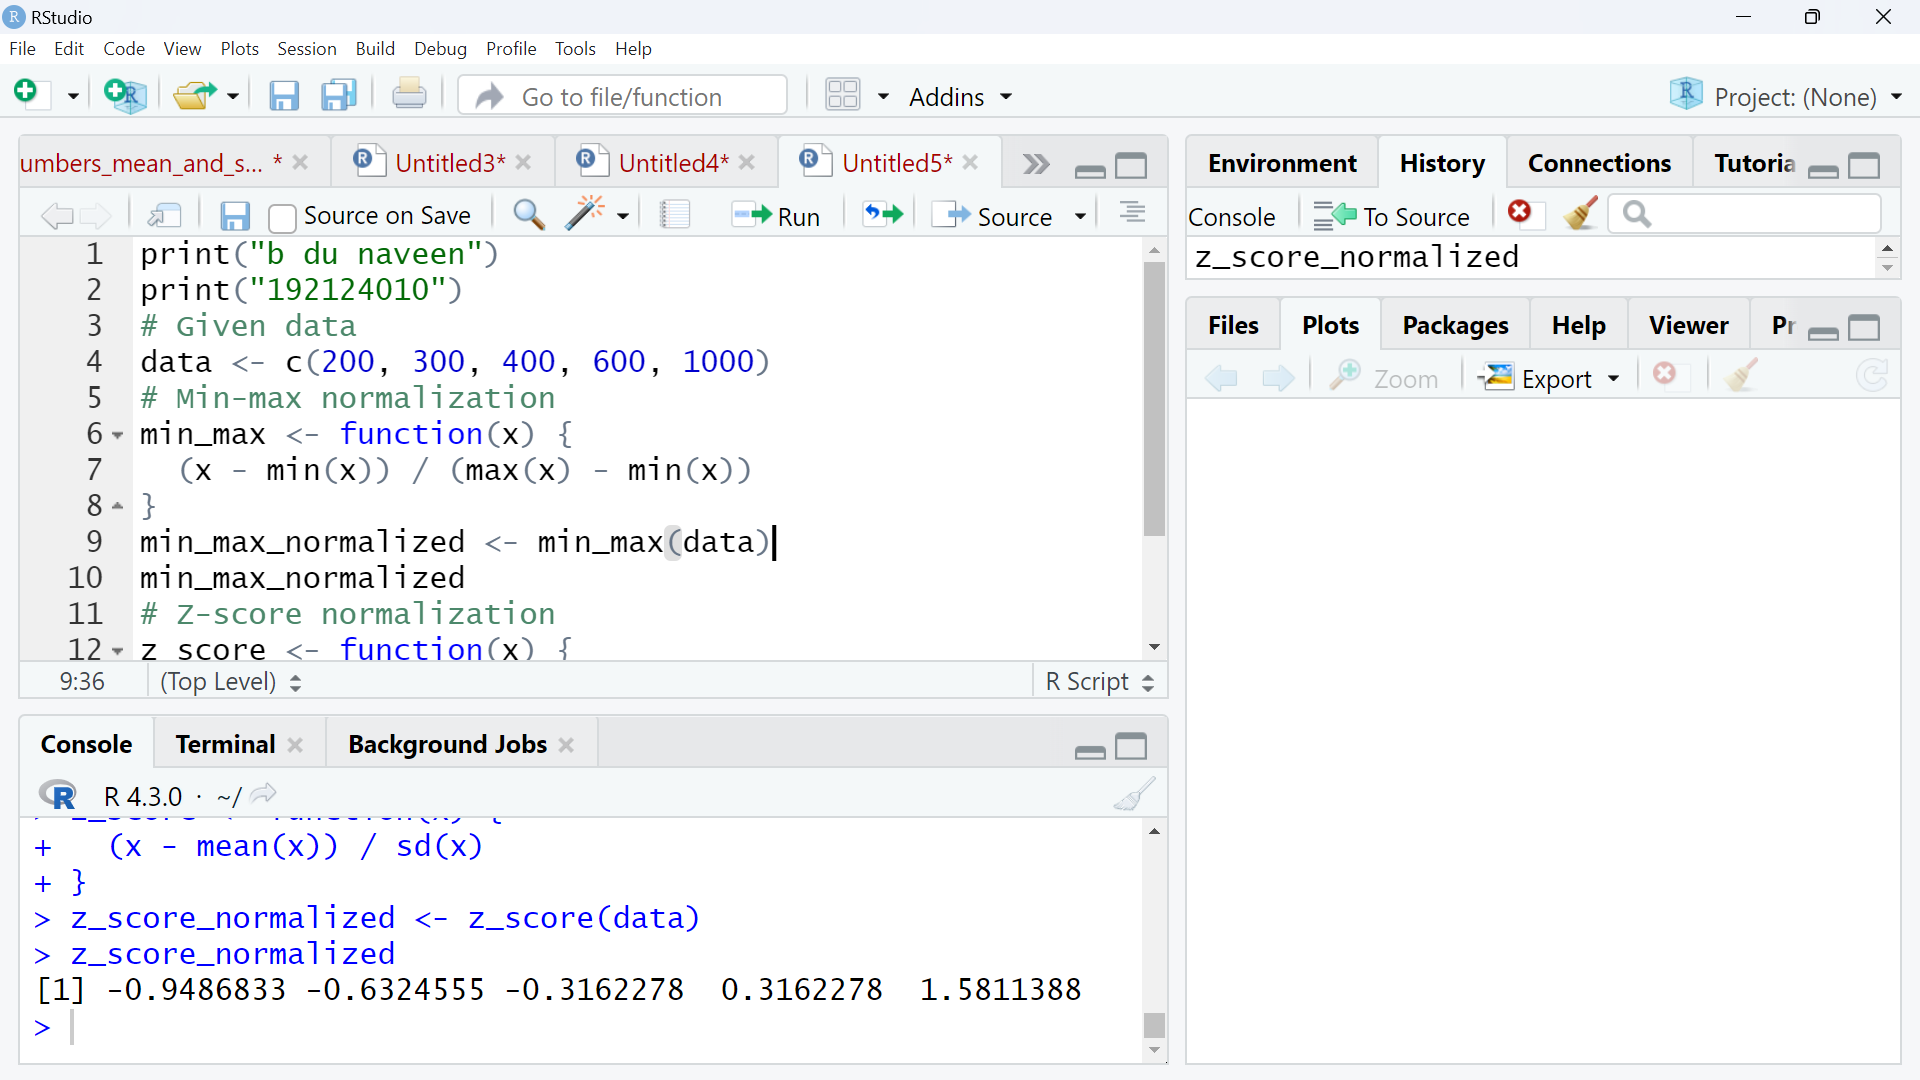 RStudio
File Edit Code View Plots Session Build Debug Profile Tools Help
Go to file/function Addins Project: (None)
umbers_mean_and_s... * Untitled3* Untitled4* Untitled5*
Source on Save Run Source
1 print("b du naveen")
2 print("192124010")
3 # Given data
4 data <- c(200, 300, 400, 600, 1000)
5 # Min-max normalization
6 min_max <- function(x) {
7   (x - min(x)) / (max(x) - min(x))
8 }
9 min_max_normalized <- min_max(data)
10 min_max_normalized
11 # Z-score normalization
12 z_score <- function(x) {
9:36 (Top Level) R Script
Console Terminal Background Jobs
R 4.3.0 · ~/
> z_score <- function(x) {
+   (x - mean(x)) / sd(x)
+ }
> z_score_normalized <- z_score(data)
> z_score_normalized
[1] -0.9486833 -0.6324555 -0.3162278  0.3162278  1.5811388
>
Environment History Connections Tutoria
Console To Source
z_score_normalized
Files Plots Packages Help Viewer Pr
Zoom Export